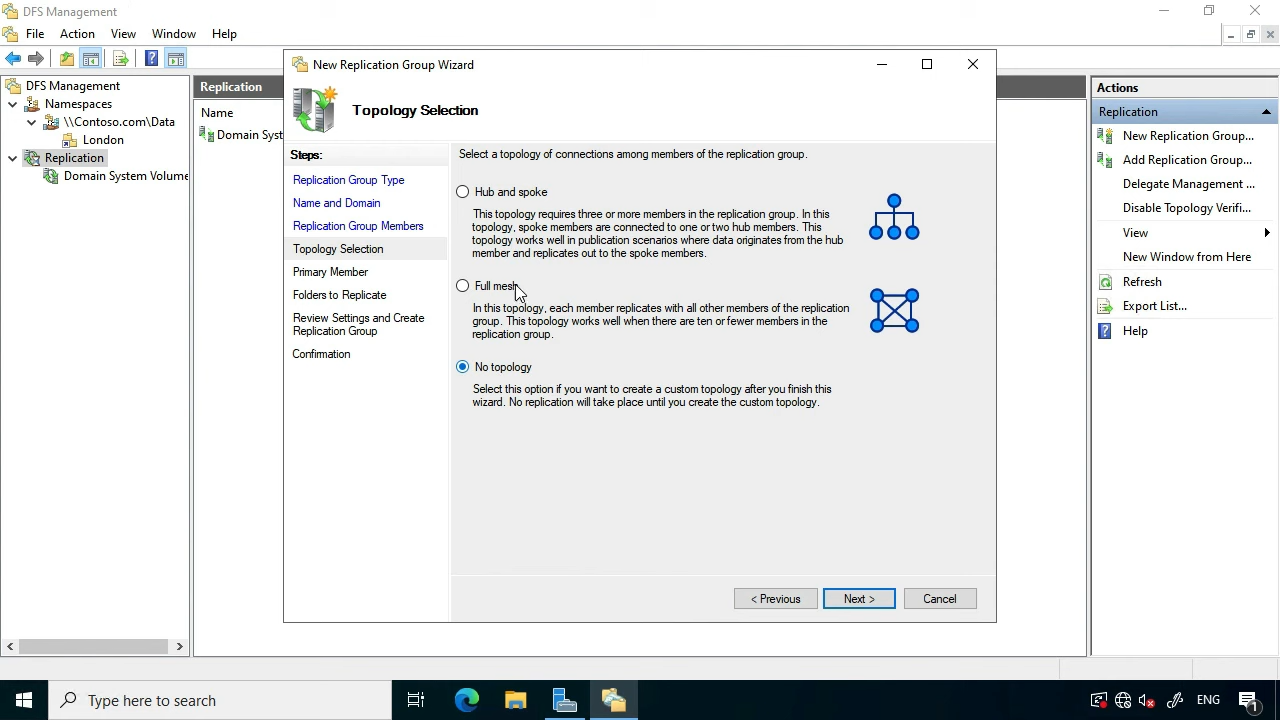 DFS Management
File Action View Window Help
DFS Management
Namespaces
\\Contoso.com\Data
London
Replication
Domain System Volume
Replication
Name
Domain Syst
New Replication Group Wizard
Topology Selection
Steps:
Replication Group Type
Name and Domain
Replication Group Members
Topology Selection
Primary Member
Folders to Replicate
Review Settings and Create
Replication Group
Confirmation
Select a topology of connections among members of the replication group.
Hub and spoke
This topology requires three or more members in the replication group. In this
topology, spoke members are connected to one or two hub members. This
topology works well in publication scenarios where data originates from the hub
member and replicates out to the spoke members.
Full mesh
In this topology, each member replicates with all other members of the replication
group. This topology works well when there are ten or fewer members in the
replication group.
No topology
Select this option if you want to create a custom topology after you finish this
wizard. No replication will take place until you create the custom topology.
< Previous
Next >
Cancel
Actions
Replication
New Replication Group...
Add Replication Group...
Delegate Management ...
Disable Topology Verifi...
View
New Window from Here
Refresh
Export List...
Help
Type here to search
ENG
1